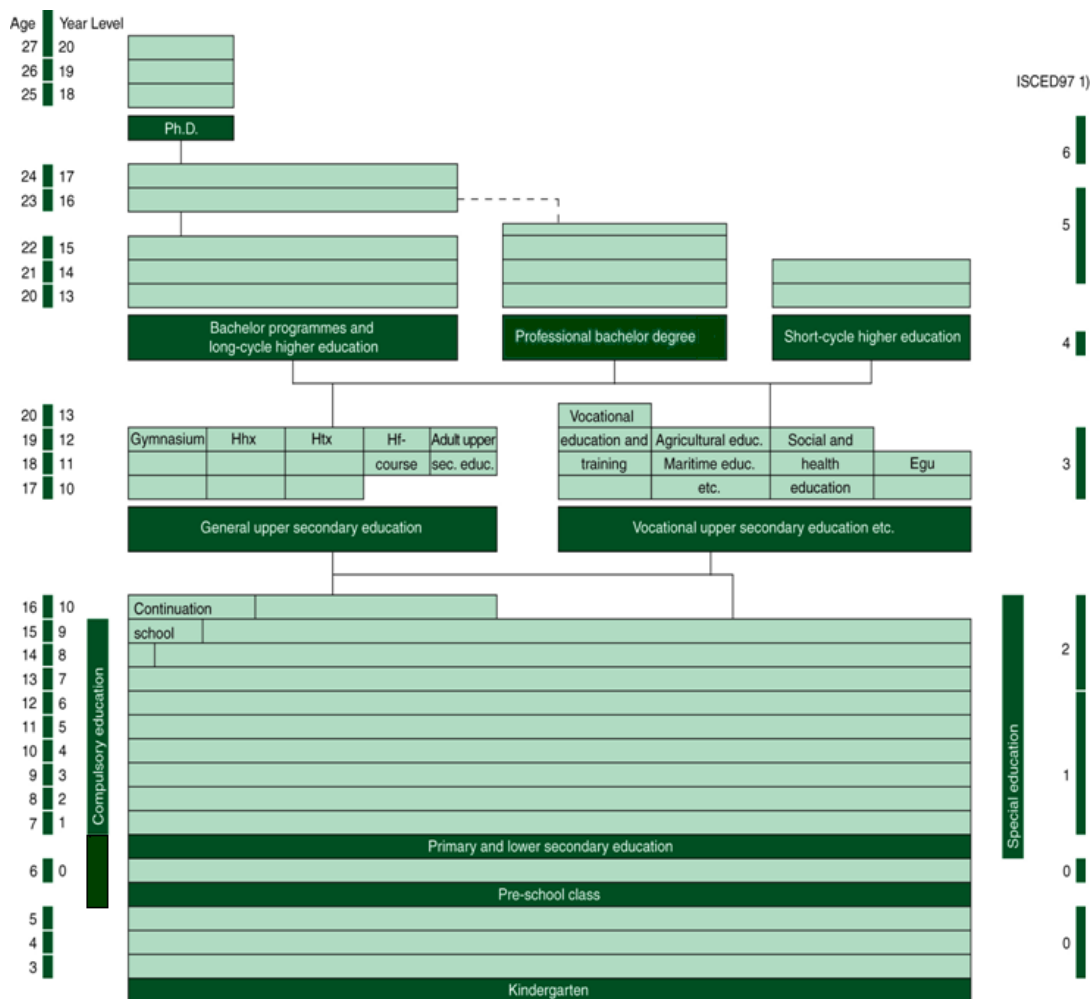 Age Year Level
27 20
26 19
25 18
ISCED97 1)
Ph.D.
6
24 17
23 16
5
22 15
21 14
20 13
Bachelor programmes and
long-cycle higher education
Professional bachelor degree
Short-cycle higher education
4
20 13
Vocational
19 12
Gymnasium Hhx Htx Hf- Adult upper
education and Agricultural educ. Social and
18 11
course sec. educ.
training Maritime educ. health Egu
3
17 10
etc. education
General upper secondary education
Vocational upper secondary education etc.
16 10
Continuation
15 9
school
14 8
2
13 7
12 6
11 5
10 4
9 3
1
8 2
7 1
Compulsory education
Special education
Primary and lower secondary education
6 0
0
Pre-school class
5
4
0
3
Kindergarten